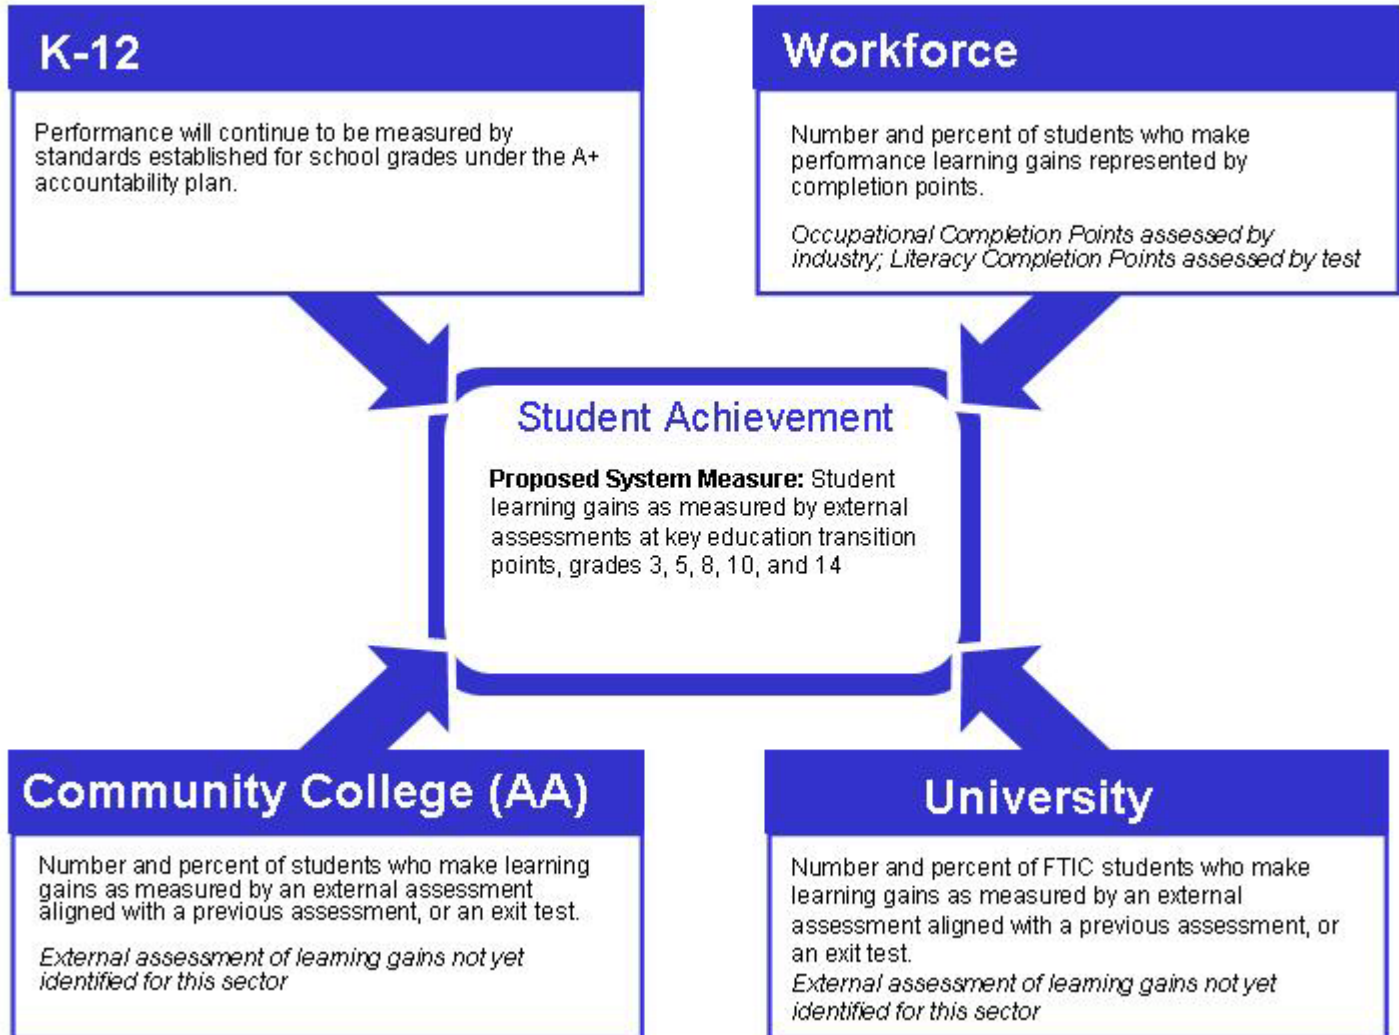 K-12
Performance will continue to be measured by
standards established for school grades under the A+
accountability plan.
Workforce
Number and percent of students who make
performance learning gains represented by
completion points.
Occupational Completion Points assessed by
industry; Literacy Completion Points assessed by test
Student Achievement
Proposed System Measure: Student
learning gains as measured by external
assessments at key education transition
points, grades 3, 5, 8, 10, and 14
Community College (AA)
Number and percent of students who make learning
gains as measured by an external assessment
aligned with a previous assessment, or an exit test.
External assessment of learning gains not yet
identified for this sector
University
Number and percent of FTIC students who make
learning gains as measured by an external
assessment aligned with a previous assessment, or
an exit test.
External assessment of learning gains not yet
identified for this sector